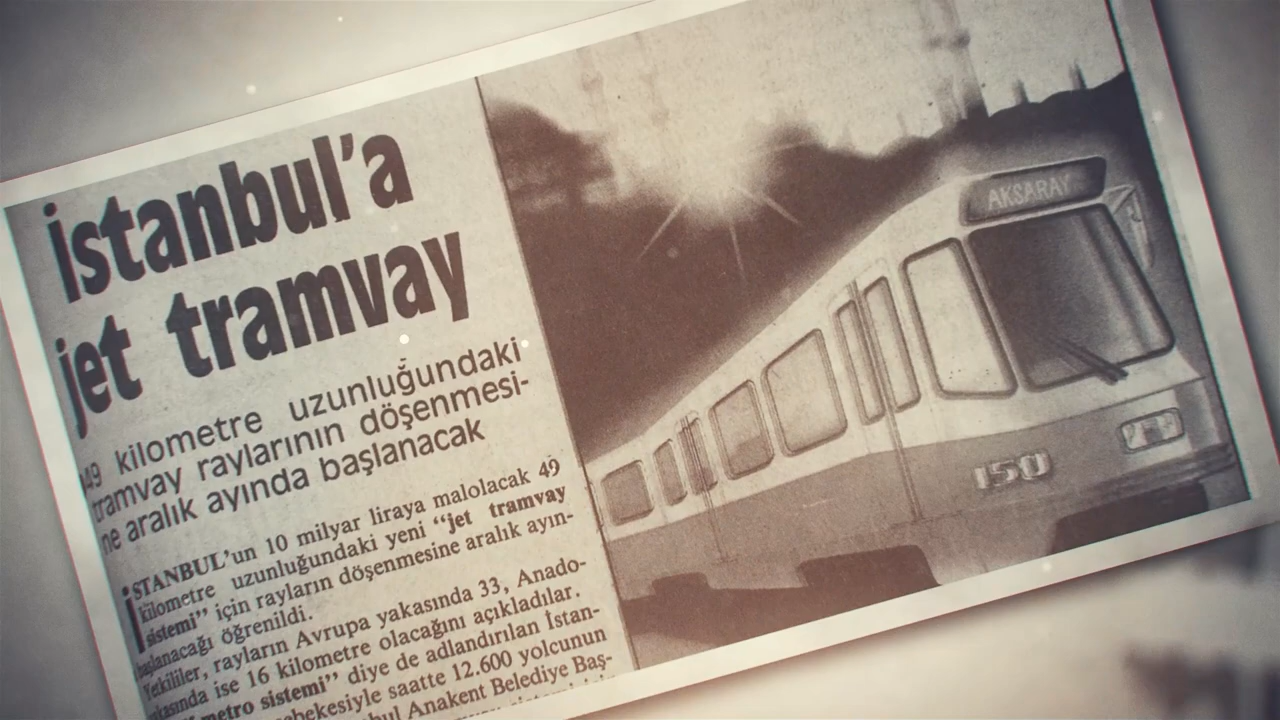 İstanbul'a
jet tramvay
49 kilometre uzunluğundaki
tramvay raylarının döşenmesi-
ne aralık ayında başlanacak
İSTANBUL'un 10 milyar liraya malolacak 49
kilometre uzunluğundaki yeni "jet tramvay
sistemi" için rayların döşenmesine aralık ayın-
başlanacağı öğrenildi.
Yetkililer, rayların Avrupa yakasında 33, Anado-
yakasında ise 16 kilometre olacağını açıkladılar.
metro sistemi" diye de adlandırılan İstan-
saatte 12.600 yolcunun
Anakent Belediye Baş-
AKSARAY
150